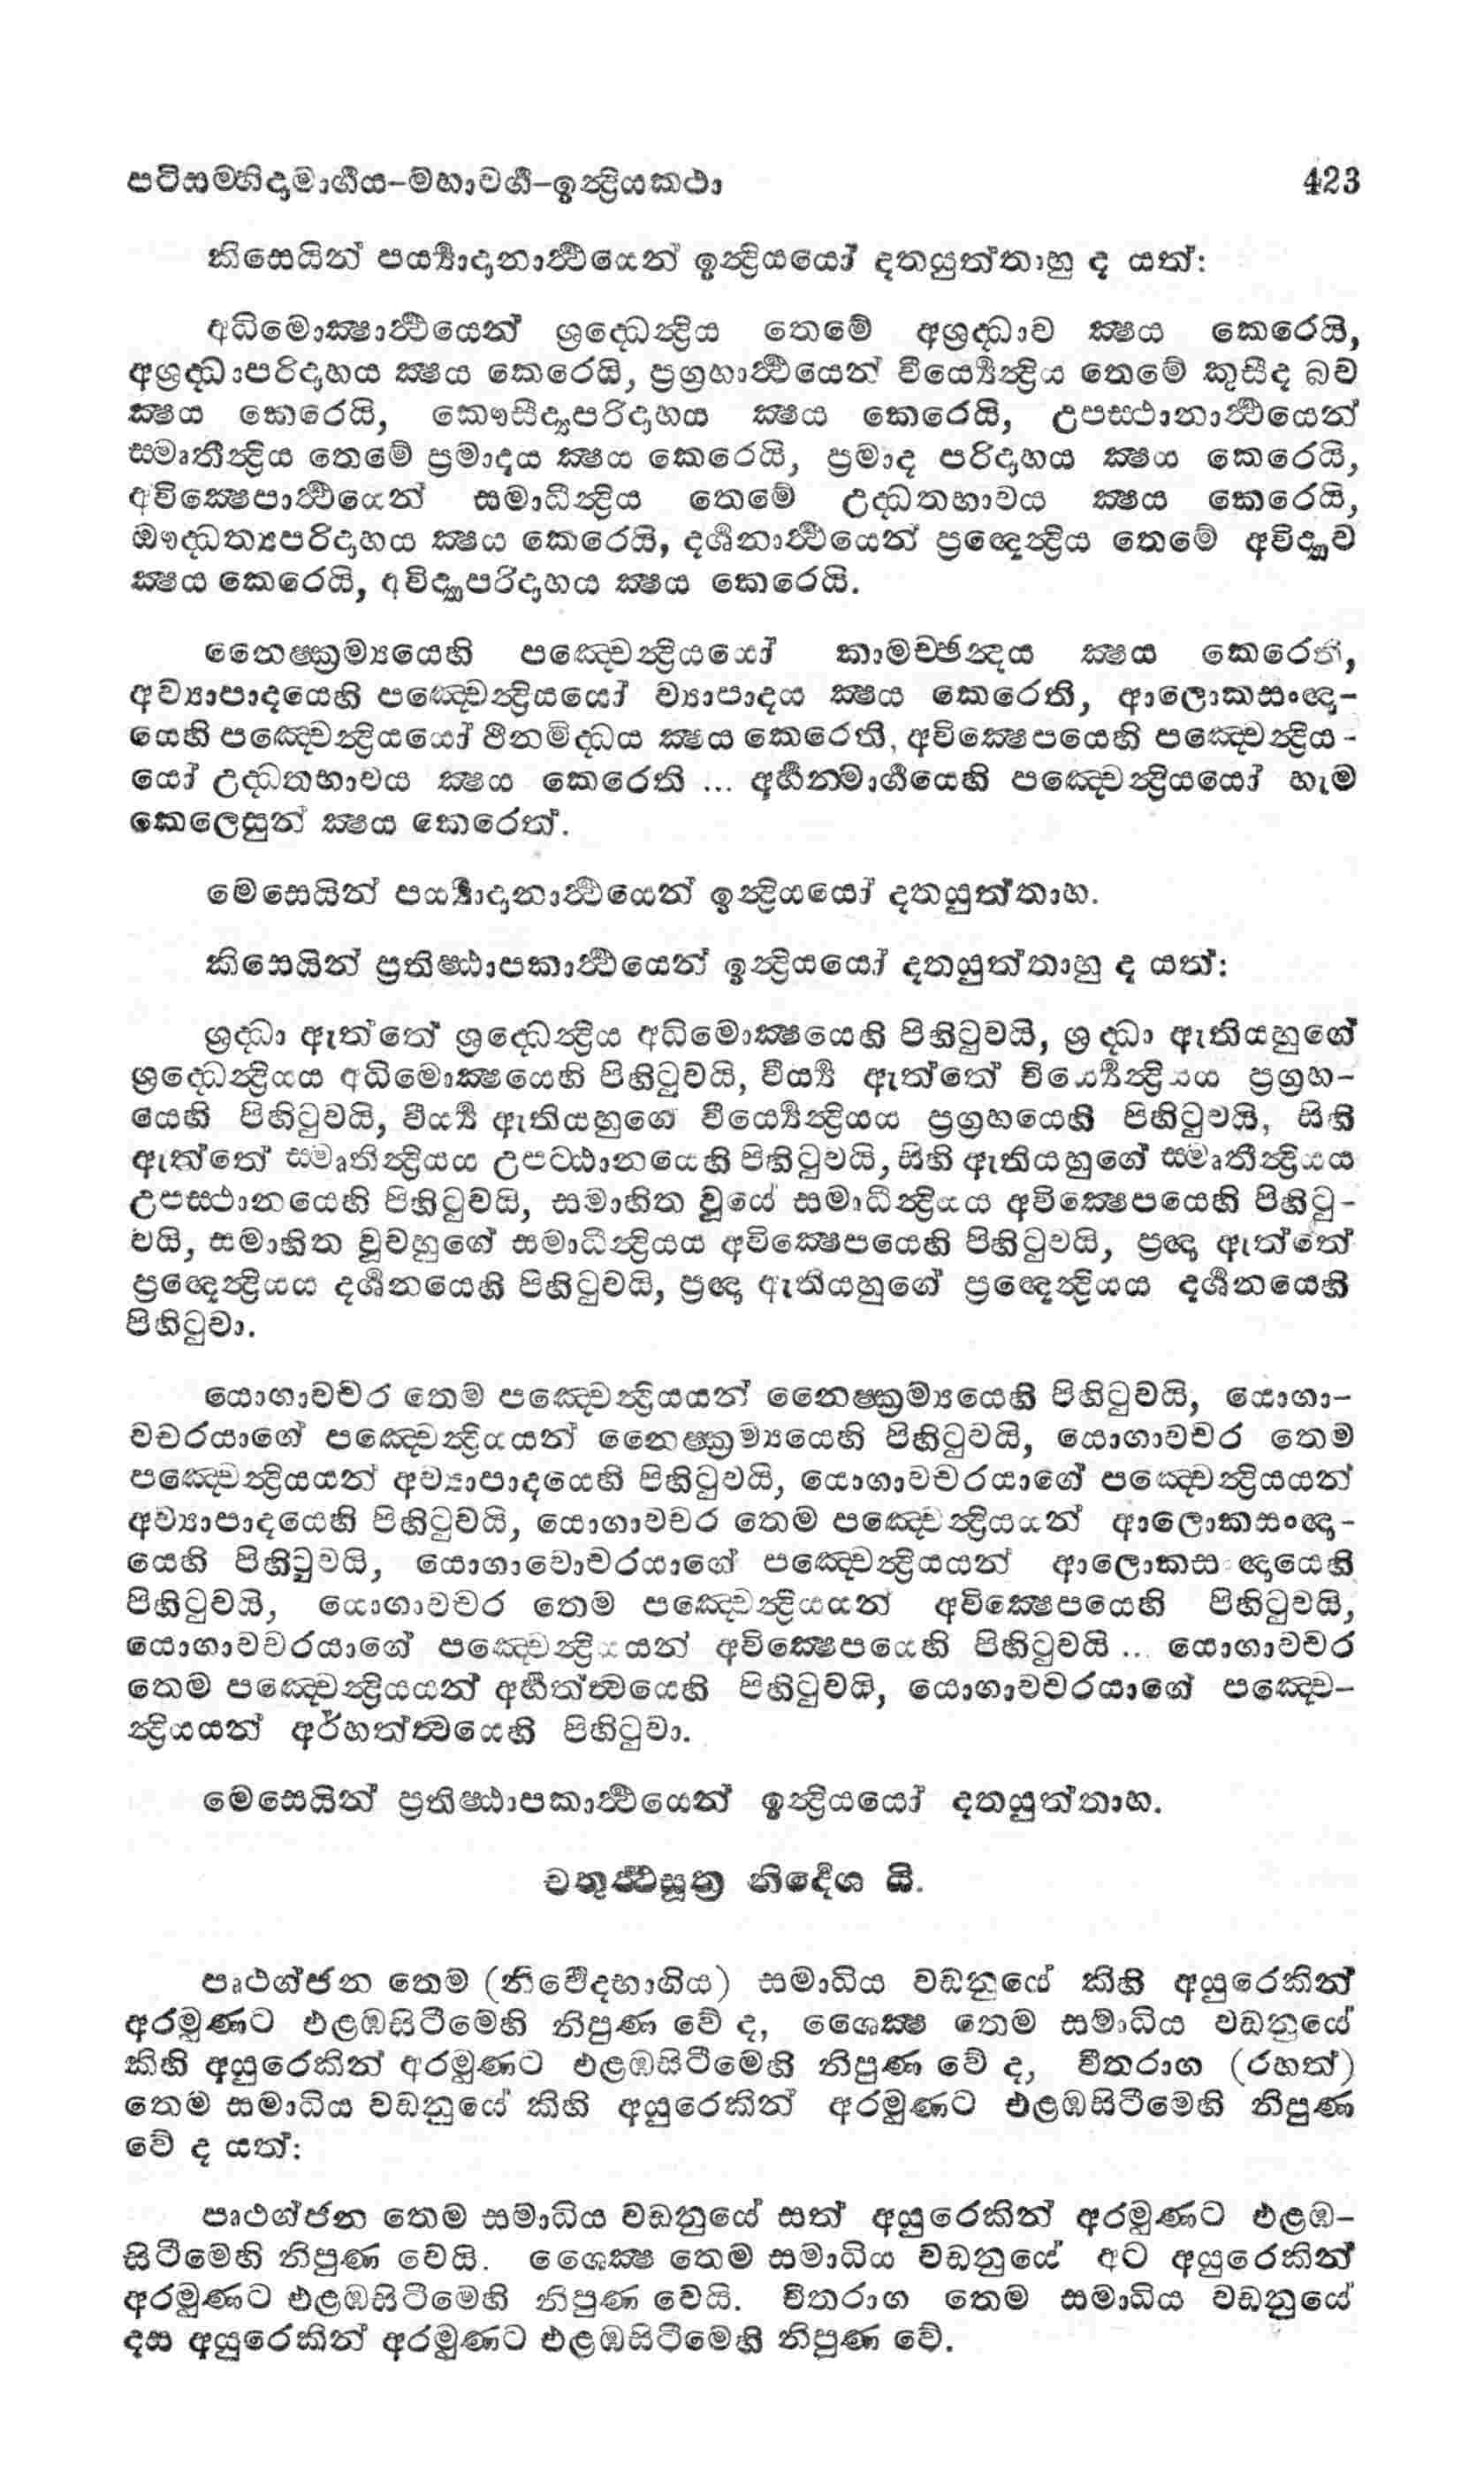 පටිසම්භිදාමාර්ගය-මහාවර්ග-ඉන්ද්‍රියකථා 423
කිසෙයින් පර්‍ය්‍යාදානාර්ත්‍ථයෙන් ඉන්ද්‍රියයෝ දතයුත්තාහු ද යත්:
අධිමොක්‍ෂාර්ත්‍ථයෙන් ශ්‍රද්ධෙන්ද්‍රිය තෙමේ අශ්‍රද්ධාව ක්‍ෂය කෙරෙයි,
අශ්‍රද්ධාපරිදාහය ක්‍ෂය කෙරෙයි, ප්‍රග්‍රහාර්ත්‍ථයෙන් වීර්‍ය්‍යෙන්ද්‍රිය තෙමේ කුසීද බව
ක්‍ෂය කෙරෙයි, කෞසීද්‍යපරිදාහය ක්‍ෂය කෙරෙයි, උපස්ථානාර්ත්‍ථයෙන්
සමෘතීන්ද්‍රිය තෙමේ ප්‍රමාදය ක්‍ෂය කෙරෙයි, ප්‍රමාද පරිදාහය ක්‍ෂය කෙරෙයි,
අවික්‍ෂෙපාර්ත්‍ථයෙන් සමාධීන්ද්‍රිය තෙමේ උද්ධතභාවය ක්‍ෂය කෙරෙයි,
ඖද්ධත්‍යපරිදාහය ක්‍ෂය කෙරෙයි, දර්ශනාර්ත්‍ථයෙන් ප්‍රඥෙන්ද්‍රිය තෙමේ අවිද්‍යාව
ක්‍ෂය කෙරෙයි, අවිද්‍යාපරිදාහය ක්‍ෂය කෙරෙයි.
නෛෂ්ක්‍රම්‍යයෙහි පඤ්චෙන්ද්‍රියයෝ කාමච්ඡන්දය ක්‍ෂය කෙරෙති,
අව්‍යාපාදයෙහි පඤ්චෙන්ද්‍රියයෝ ව්‍යාපාදය ක්‍ෂය කෙරෙති, ආලොකසංඥා-
යෙහි පඤ්චෙන්ද්‍රියයෝ ථීනමිද්ධය ක්‍ෂය කෙරෙති, අවික්‍ෂෙපයෙහි පඤ්චෙන්ද්‍රිය-
යෝ උද්ධතභාවය ක්‍ෂය කෙරෙති ... අර්හන්මාර්ගයෙහි පඤ්චෙන්ද්‍රියයෝ හැම
කෙලෙසුන් ක්‍ෂය කෙරෙත්.
මෙසෙයින් පර්‍ය්‍යාදානාර්ත්‍ථයෙන් ඉන්ද්‍රියයෝ දතයුත්තාහ.
කිසෙයින් ප්‍රතිෂ්ඨාපකාර්ත්‍ථයෙන් ඉන්ද්‍රියයෝ දතයුත්තාහු ද යත්:
ශ්‍රද්ධා ඇත්තේ ශ්‍රද්ධෙන්ද්‍රිය අධිමොක්‍ෂයෙහි පිහිටුවයි, ශ්‍රද්ධා ඇතියහුගේ
ශ්‍රද්ධෙන්ද්‍රියය අධිමොක්‍ෂයෙහි පිහිටුවයි, වීර්‍ය්‍ය ඇත්තේ වීර්‍ය්‍යෙන්ද්‍රියය ප්‍රග්‍රහ-
යෙහි පිහිටුවයි, වීර්‍ය්‍ය ඇතියහුගෙ වීර්‍ය්‍යෙන්ද්‍රියය ප්‍රග්‍රහයෙහි පිහිටුවයි, සිහි
ඇත්තේ සමෘතින්ද්‍රියය උපට්ඨානයෙහි පිහිටුවයි, සිහි ඇතියහුගේ සමෘතීන්ද්‍රියය
උපස්ථානයෙහි පිහිටුවයි, සමාහිත වූයේ සමාධීන්ද්‍රියය අවික්‍ෂෙපයෙහි පිහිටු-
වයි, සමාහිත වූවහුගේ සමාධීන්ද්‍රියය අවික්‍ෂෙපයෙහි පිහිටුවයි, ප්‍රඥා ඇත්තේ
ප්‍රඥෙන්ද්‍රියය දර්ශනයෙහි පිහිටුවයි, ප්‍රඥා ඇතියහුගේ ප්‍රඥෙන්ද්‍රියය දර්ශනයෙහි
පිහිටුවා.
යොගාවචර තෙම පඤ්චෙන්ද්‍රියයන් නෛෂ්ක්‍රම්‍යයෙහි පිහිටුවයි, යොගා-
වචරයාගේ පඤ්චෙන්ද්‍රියයන් නෛෂ්ක්‍රම්‍යයෙහි පිහිටුවයි, යොගාවචර තෙම
පඤ්චෙන්ද්‍රියයන් අව්‍යාපාදයෙහි පිහිටුවයි, යොගාවචරයාගේ පඤ්චෙන්ද්‍රියයන්
අව්‍යාපාදයෙහි පිහිටුවයි, යොගාවචර තෙම පඤ්චෙන්ද්‍රියයන් ආලොකසංඥා-
යෙහි පිහිටුවයි, යොගාවොචරයාගේ පඤ්චෙන්ද්‍රියයන් ආලොකසංඥායෙහි
පිහිටුවයි, යොගාවචර තෙම පඤ්චෙන්ද්‍රියයන් අවික්‍ෂෙපයෙහි පිහිටුවයි,
යොගාවචරයාගේ පඤ්චෙන්ද්‍රියයන් අවික්‍ෂෙපයෙහි පිහිටුවයි ... යොගාවචර
තෙම පඤ්චෙන්ද්‍රියයන් අර්හත්ත්‍වයෙහි පිහිටුවයි, යොගාවචරයාගේ පඤ්චෙ-
න්ද්‍රියයන් අර්හත්ත්‍වයෙහි පිහිටුවා.
මෙසෙයින් ප්‍රතිෂ්ඨාපකාර්ත්‍ථයෙන් ඉන්ද්‍රියයෝ දතයුත්තාහ.
චතුර්ත්‍ථසූත්‍ර නිර්දේශ යි.
පෘථග්ජන තෙම (නිර්වේදභාගිය) සමාධිය වඩනුයේ කිහි අයුරෙකින්
අරමුණට එළඹසිටීමෙහි නිපුණ වේ ද, ශෛක්‍ෂ තෙම සමාධිය වඩනුයේ
කිහි අයුරෙකින් අරමුණට එළඹසිටීමෙහි නිපුණ වේ ද, වීතරාග (රහත්)
තෙම සමාධිය වඩනුයේ කිහි අයුරෙකින් අරමුණට එළඹසිටීමෙහි නිපුණ
වේ ද යත්:
පෘථග්ජන තෙම සමාධිය වඩනුයේ සත් අයුරෙකින් අරමුණට එළඹ-
සිටීමෙහි නිපුණ වෙයි. ශෛක්‍ෂ තෙම සමාධිය වඩනුයේ අට අයුරෙකින්
අරමුණට එළඹසිටීමෙහි නිපුණ වෙයි. වීතරාග තෙම සමාධිය වඩනුයේ
දස අයුරෙකින් අරමුණට එළඹසිටීමෙහි නිපුණ වේ.